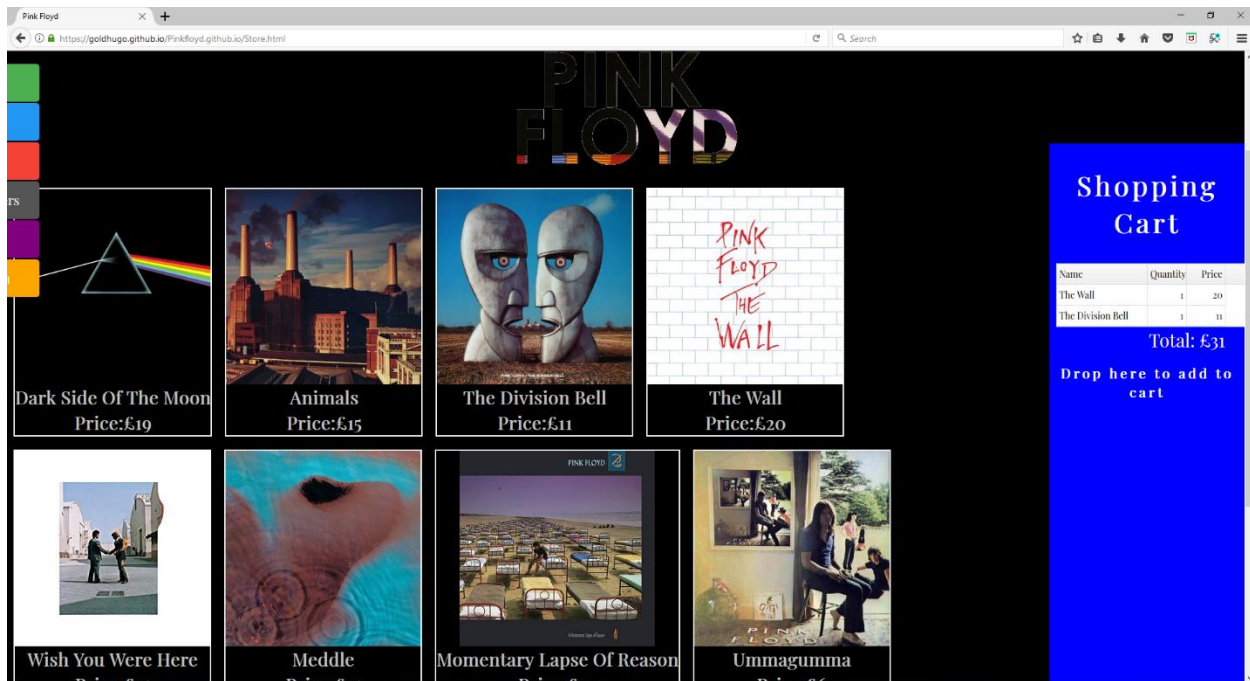 Pink Floyd
https://goldhugo.github.io/Pinkfloyd.github.io/Store.html
Search
PINK
FLOYD
rs
Dark Side Of The Moon
Price:£19
Animals
Price:£15
The Division Bell
Price:£11
PINK
FLOYD
THE
WALL
The Wall
Price:£20
Shopping
Cart
Name Quantity Price
The Wall 1 20
The Division Bell 1 11
Total: £31
Drop here to add to
cart
Wish You Were Here
Meddle
PINK FLOYD
Momentary Lapse Of Reason
PINK
FLOYD
Ummagumma